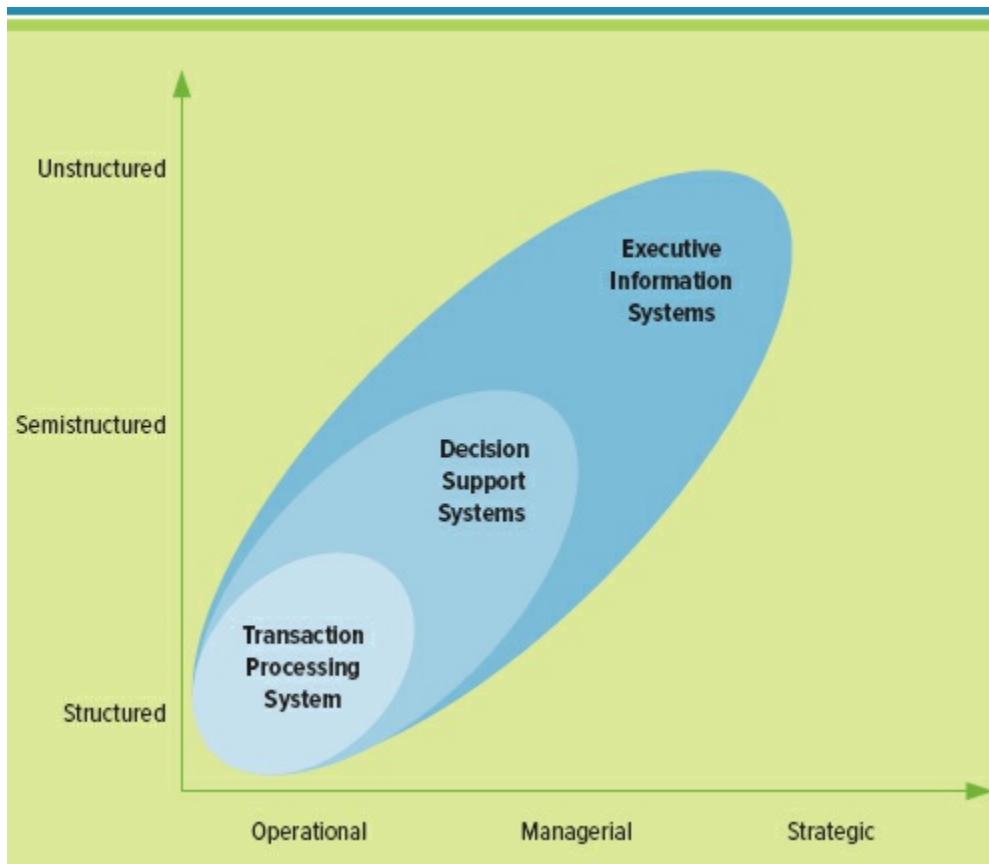 Unstructured
Executive
Information
Systems
Semistructured
Decision
Support
Systems
Transaction
Processing
System
Structured
Operational
Managerial
Strategic